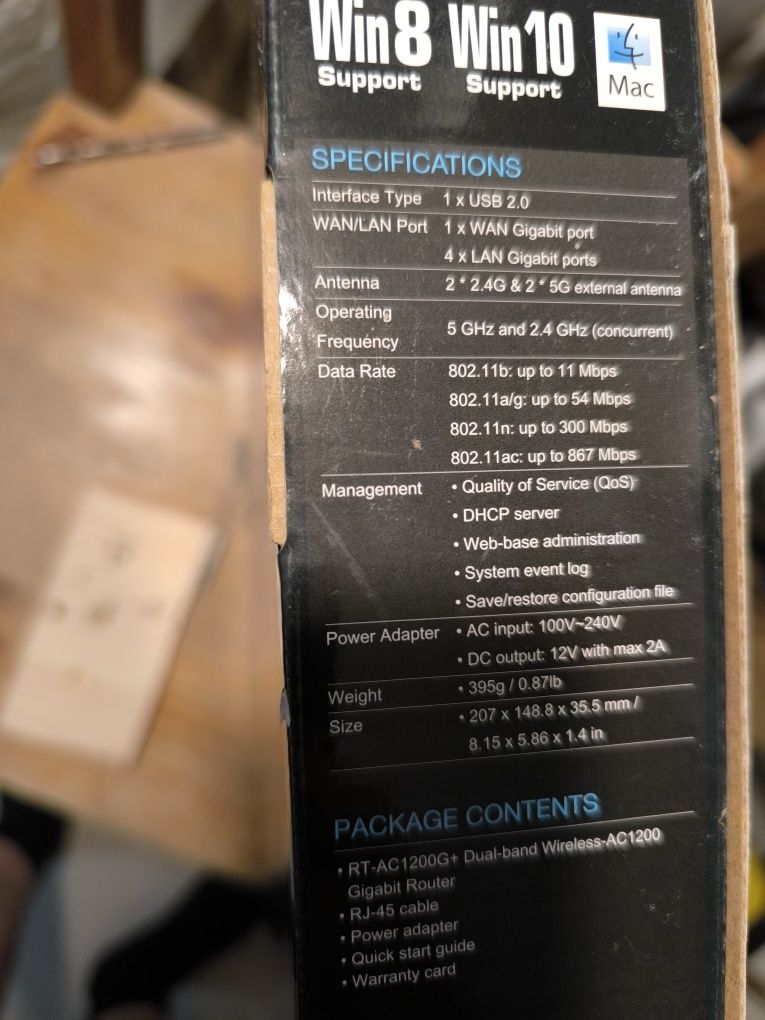 Win8 Win10
Support Support Mac
SPECIFICATIONS
Interface Type 1 x USB 2.0
WAN/LAN Port 1 x WAN Gigabit port
4 x LAN Gigabit ports
Antenna 2 * 2.4G & 2 * 5G external antenna
Operating
Frequency 5 GHz and 2.4 GHz (concurrent)
Data Rate 802.11b: up to 11 Mbps
802.11a/g: up to 54 Mbps
802.11n: up to 300 Mbps
802.11ac: up to 867 Mbps
Management • Quality of Service (QoS)
• DHCP server
• Web-base administration
• System event log
• Save/restore configuration file
Power Adapter • AC input: 100V~240V
• DC output: 12V with max 2A
Weight • 395g / 0.87lb
Size • 207 x 148.8 x 35.5 mm /
8.15 x 5.86 x 1.4 in
PACKAGE CONTENTS
• RT-AC1200G+ Dual-band Wireless-AC1200
Gigabit Router
• RJ-45 cable
• Power adapter
• Quick start guide
• Warranty card